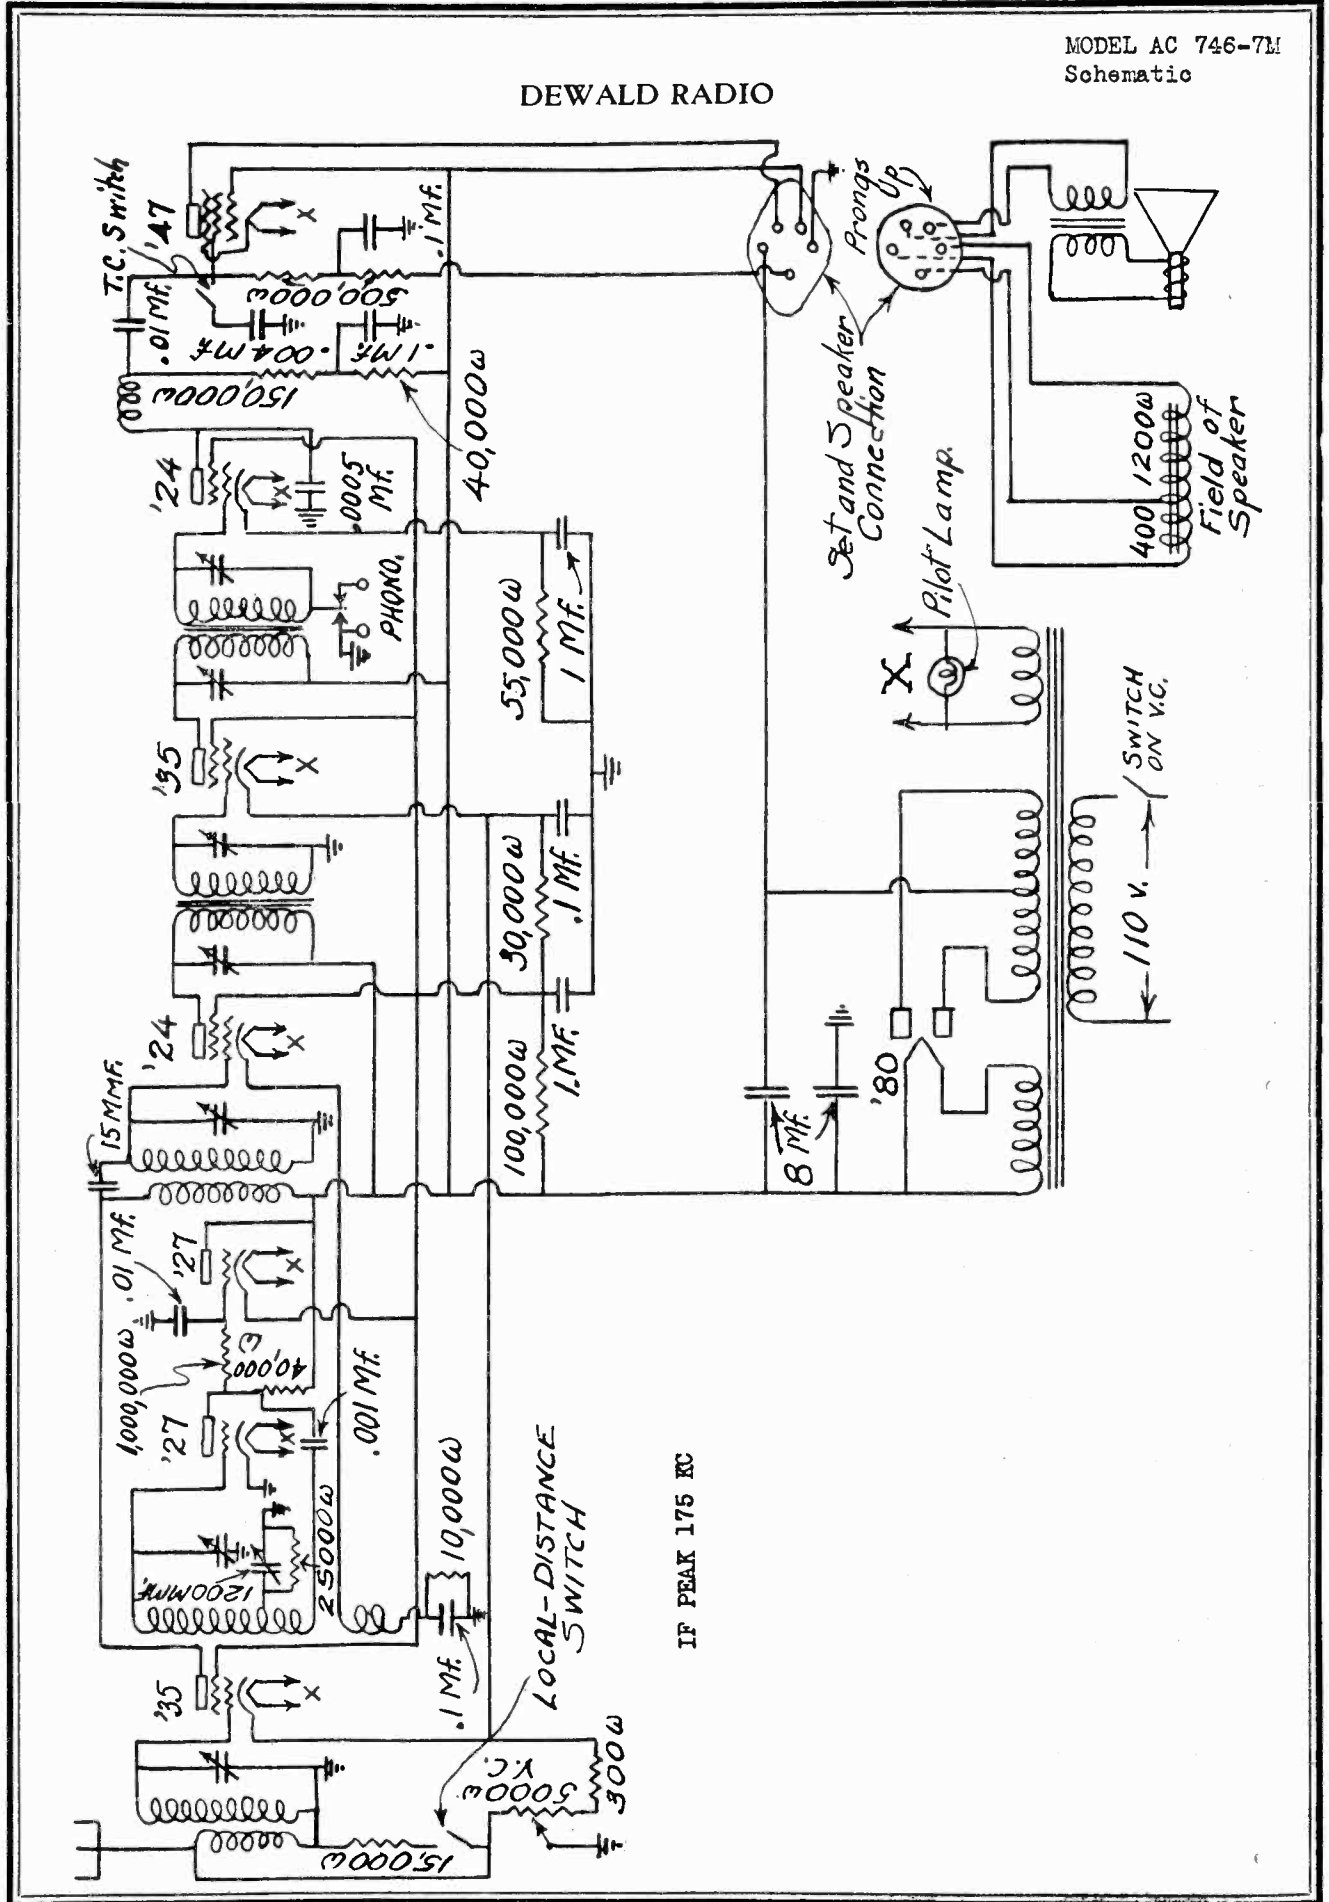 MODEL AC 746-7M
Schematic
DEWALD RADIO
T.C. Switch
'47
X
.01 Mf.
500,000ω
.1 Mf.
.004 Mf.
.1 Mf.
150,000ω
40,000ω
'24
X
.0005
Mf.
PHONO.
55,000ω
1 Mf.
'35
X
30,000ω
.1 Mf.
'24
X
15 MMF.
100,000ω
1. MF.
.01 Mf.
'27
X
1,000,000ω
40,000
ω
'27
X
.001 Mf.
1200 MMF.
25000ω
10,000ω
.1 Mf.
'35
X
LOCAL-DISTANCE
SWITCH
V.C.
5000ω
300ω
15,000ω
IF PEAK 175 KC
Prongs
Up
Set and Speaker
Connection
400
1200ω
Field of
Speaker
Pilot Lamp.
X
SWITCH
ON V.C.
110 V.
'80
8 Mf.